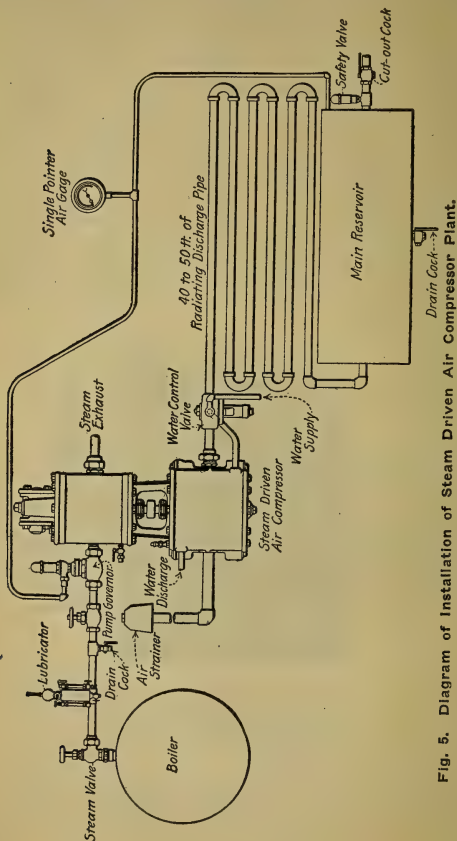 Single Pointer
Air Gage
Steam
Exhaust
Lubricator
Pump Governor
Steam Valve
Drain
Cock
Air
Strainer
Water
Discharge
Boiler
Water Control
Valve
40 to 50 ft. of
Radiating Discharge Pipe
Steam Driven
Air Compressor
Water
Supply
Safety Valve
Cut-out Cock
Main Reservoir
Drain Cock
Fig. 5. Diagram of Installation of Steam Driven Air Compressor Plant.